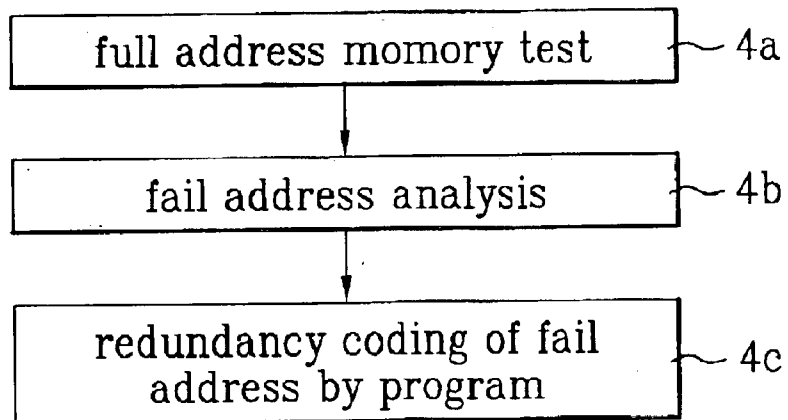 full address momory test 4a
fail address analysis 4b
redundancy coding of fail
address by program 4c